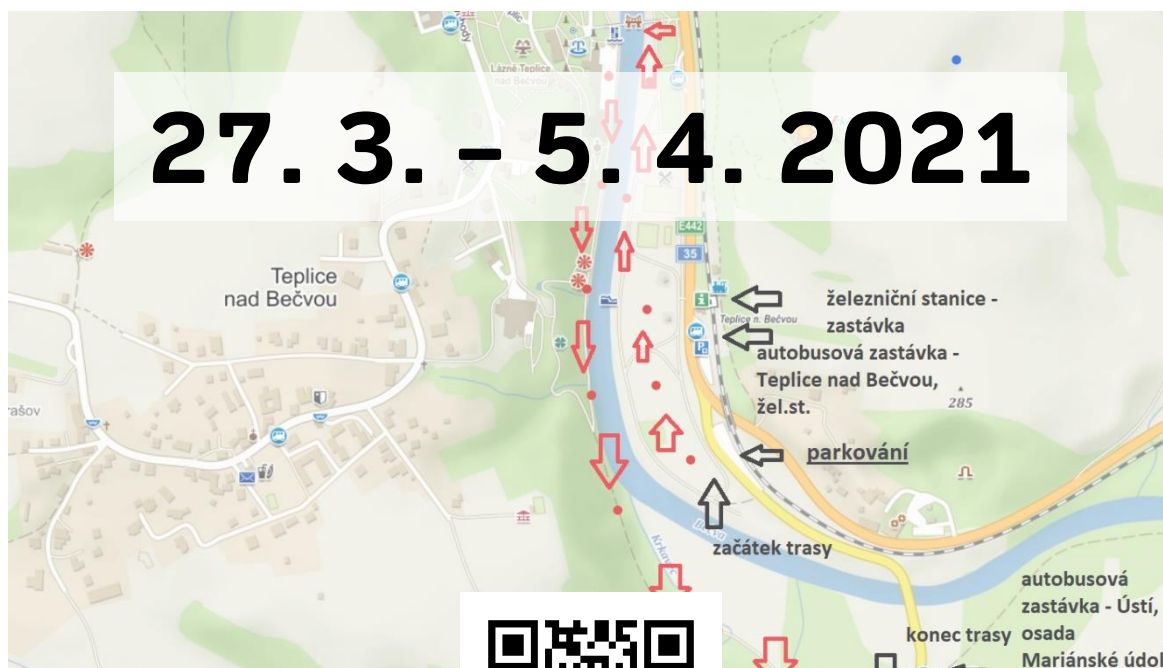 Lázně Teplice
nad Bečvou
27. 3. – 5. 4. 2021
E442
35
Teplice
nad Bečvou
železniční stanice -
zastávka
Teplice n. Bečvou
autobusová zastávka -
Teplice nad Bečvou,
žel.st.
285
rašov
parkování
začátek trasy
Bečva
autobusová
zastávka - Ústí,
konec trasy osada
Mariánské údol